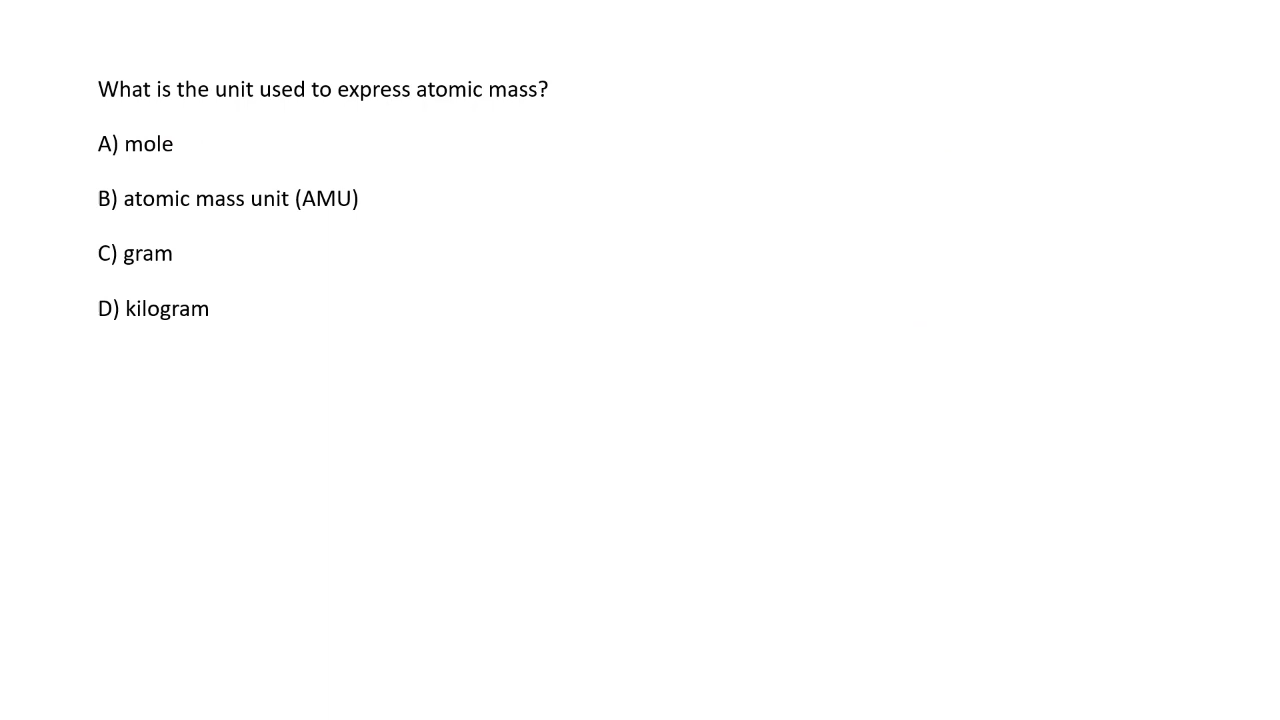 What is the unit used to express atomic mass?
A) mole
B) atomic mass unit (AMU)
C) gram
D) kilogram